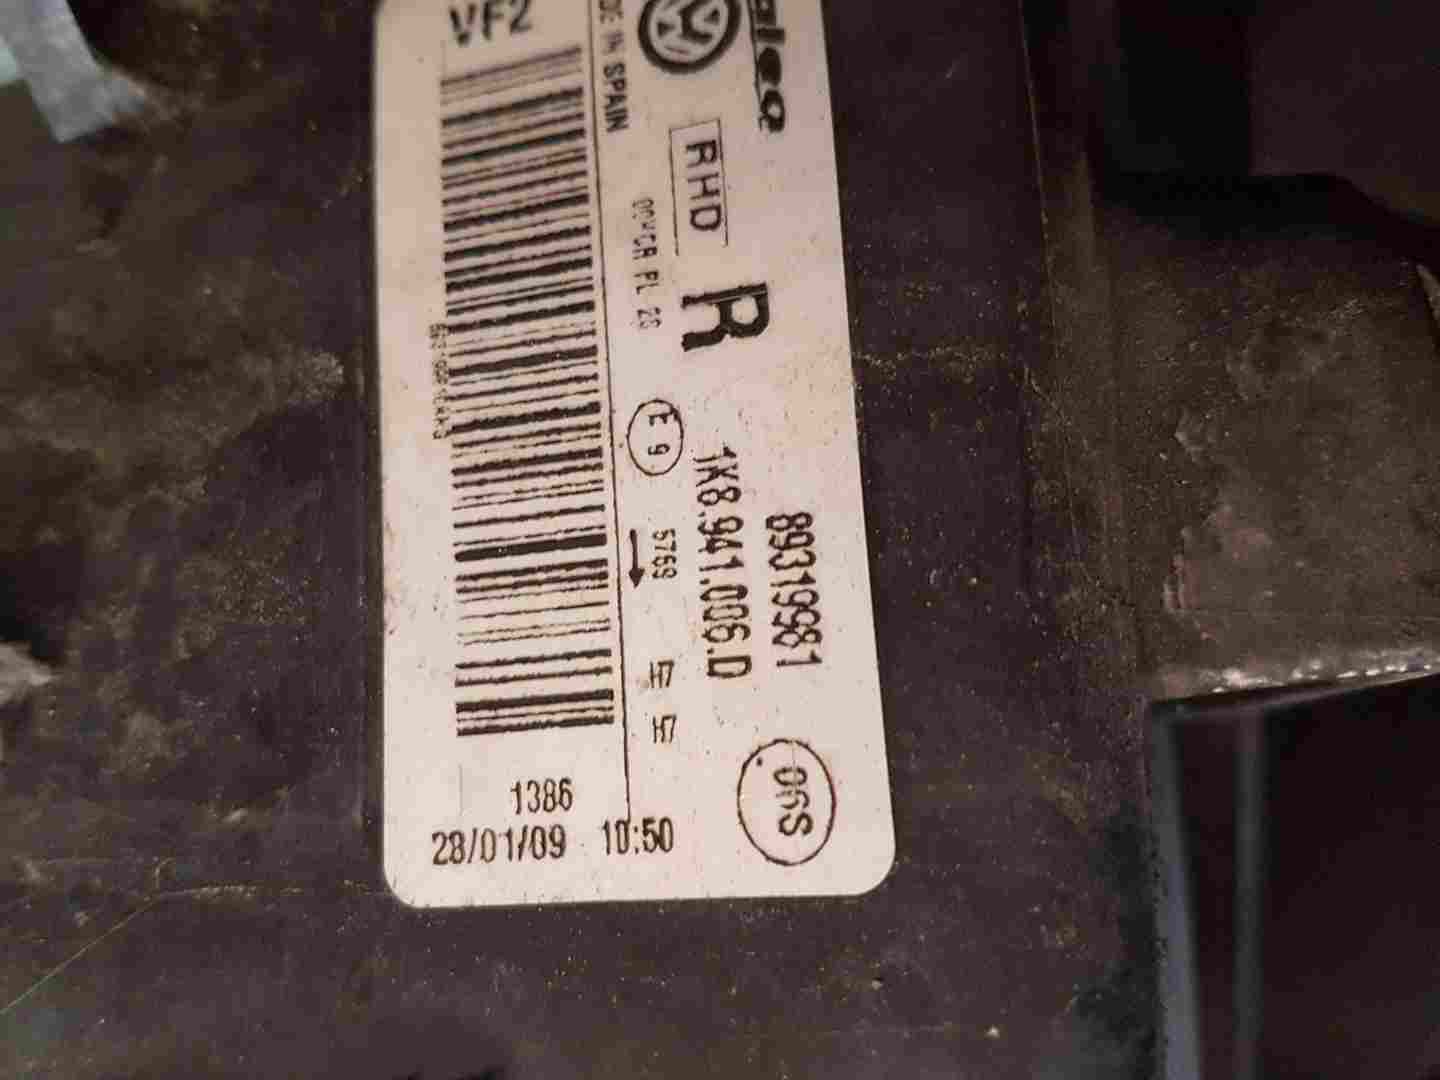 VF2
IN SPAIN
RHD
R
E 9
5769
H7
H7
89319981
1K8.941.006.D
06S
1386
28/01/09 10:50